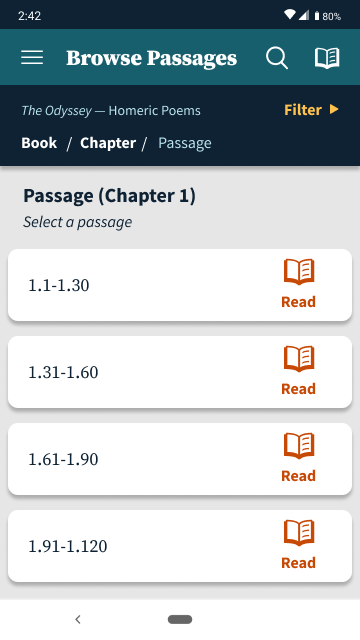 2:42 80%
Browse Passages
The Odyssey — Homeric Poems Filter
Book / Chapter / Passage
Passage (Chapter 1)
Select a passage
1.1-1.30 Read
1.31-1.60 Read
1.61-1.90 Read
1.91-1.120 Read